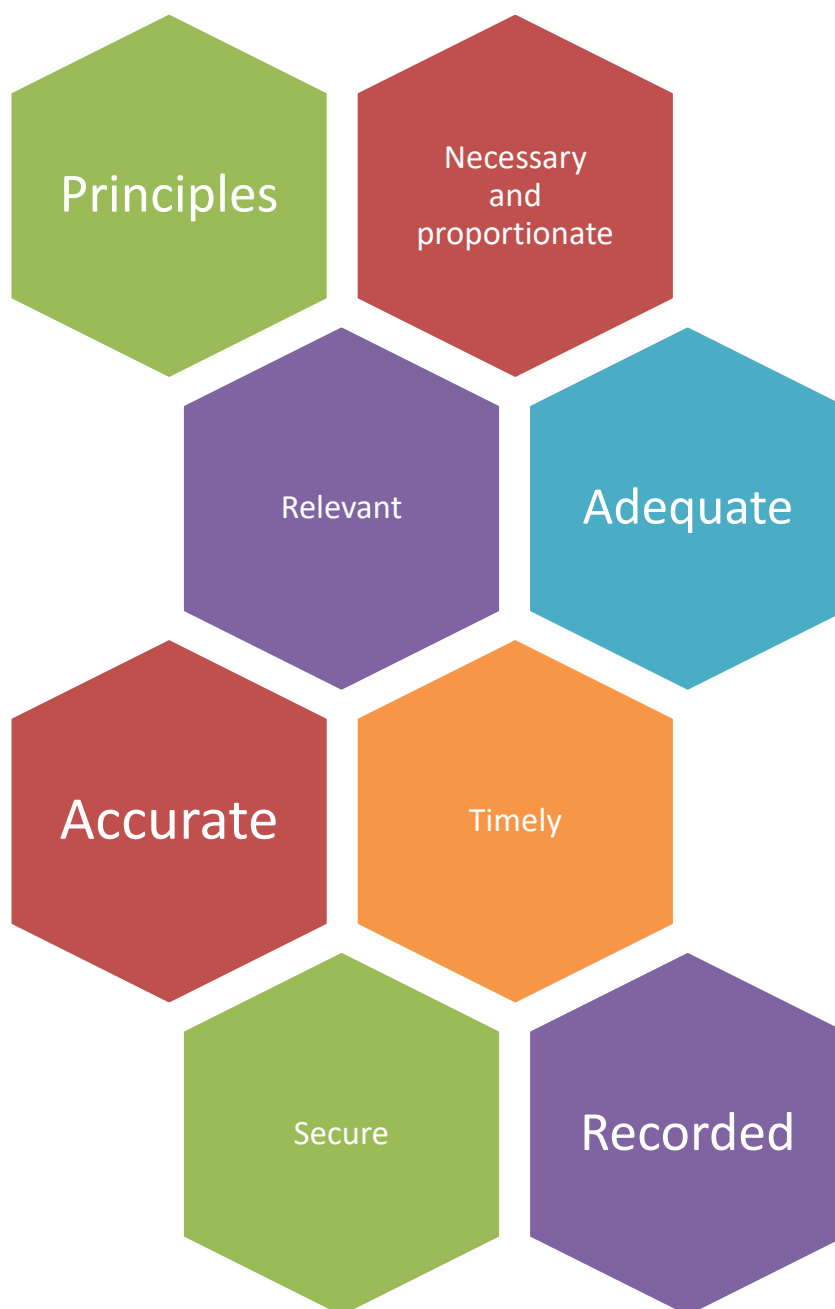 Principles
Necessary
and
proportionate
Relevant
Adequate
Accurate
Timely
Secure
Recorded